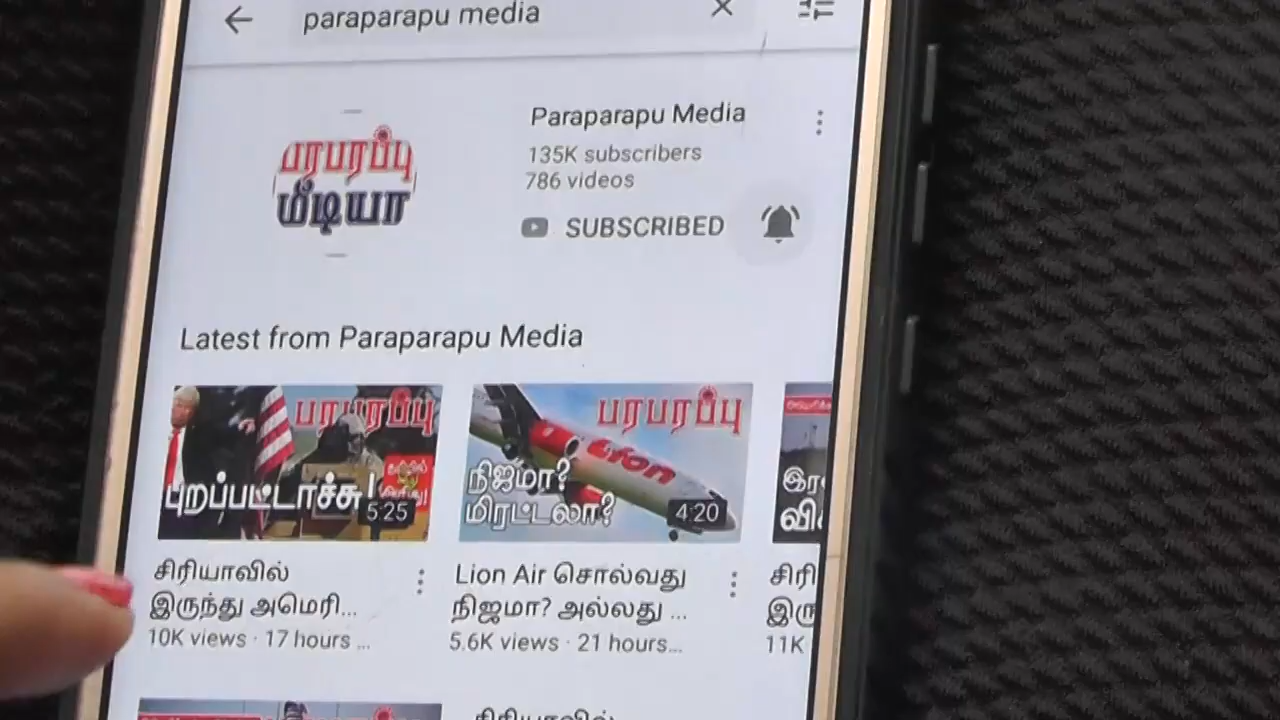 paraparapu media
பரபரப்பு
மீடியா
Paraparapu Media
135K subscribers
786 videos
SUBSCRIBED
Latest from Paraparapu Media
பரபரப்பு
புறப்பட்டாச்சு!
5:25
பரபரப்பு
Lion
நிஜமா?
மிரட்டலா?
4:20
சிரியாவில்
இருந்து அமெரி...
10K views · 17 hours ...
Lion Air சொல்வது
நிஜமா? அல்லது ...
5.6K views · 21 hours...
சிரி
இரு
11K
சிரியாவில்